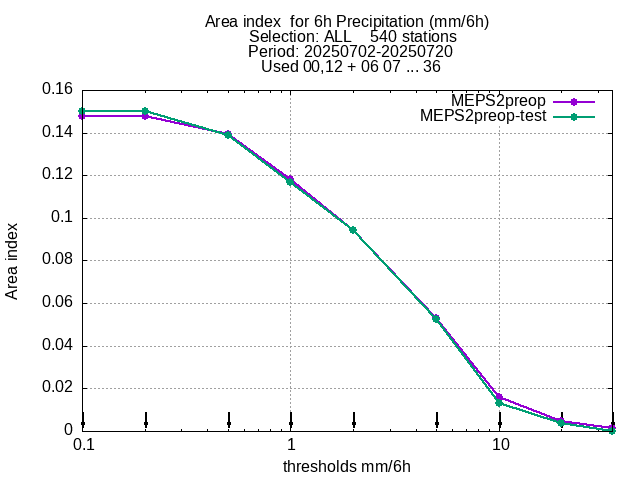 Area index  for 6h Precipitation (mm/6h)
Selection: ALL    540 stations
Period: 20250702-20250720
Used 00,12 + 06 07 ... 36
MEPS2preop
MEPS2preop-test
0.16
0.14
0.12
0.1
0.08
0.06
0.04
0.02
0
Area index
0.1
1
10
thresholds mm/6h